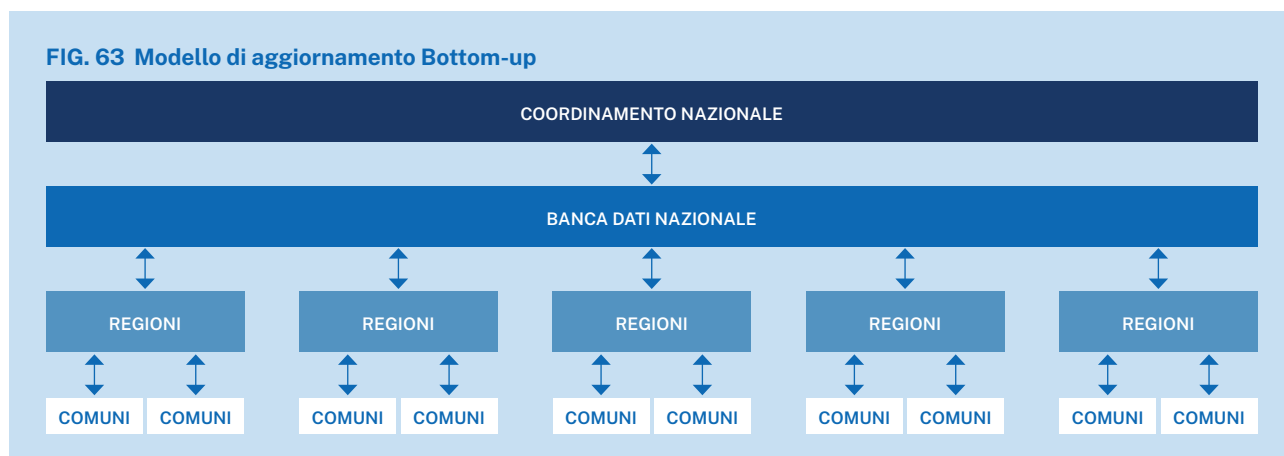 FIG. 63 Modello di aggiornamento Bottom-up
COORDINAMENTO NAZIONALE
BANCA DATI NAZIONALE
REGIONI REGIONI REGIONI REGIONI REGIONI
COMUNI COMUNI COMUNI COMUNI COMUNI COMUNI COMUNI COMUNI COMUNI COMUNI